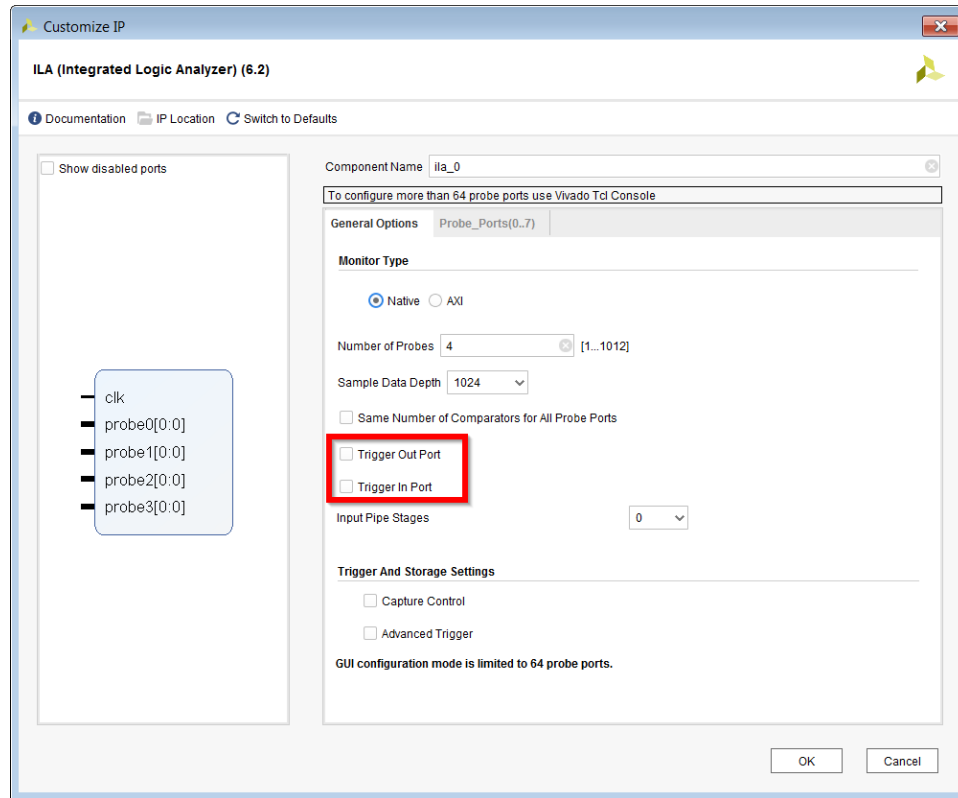 Customize IP
ILA (Integrated Logic Analyzer) (6.2)
Documentation IP Location Switch to Defaults
Show disabled ports
clk
probe0[0:0]
probe1[0:0]
probe2[0:0]
probe3[0:0]
Component Name ila_0
To configure more than 64 probe ports use Vivado Tcl Console
General Options Probe_Ports(0..7)
Monitor Type
Native AXI
Number of Probes 4 [1...1012]
Sample Data Depth 1024
Same Number of Comparators for All Probe Ports
Trigger Out Port
Trigger In Port
Input Pipe Stages 0
Trigger And Storage Settings
Capture Control
Advanced Trigger
GUI configuration mode is limited to 64 probe ports.
OK Cancel